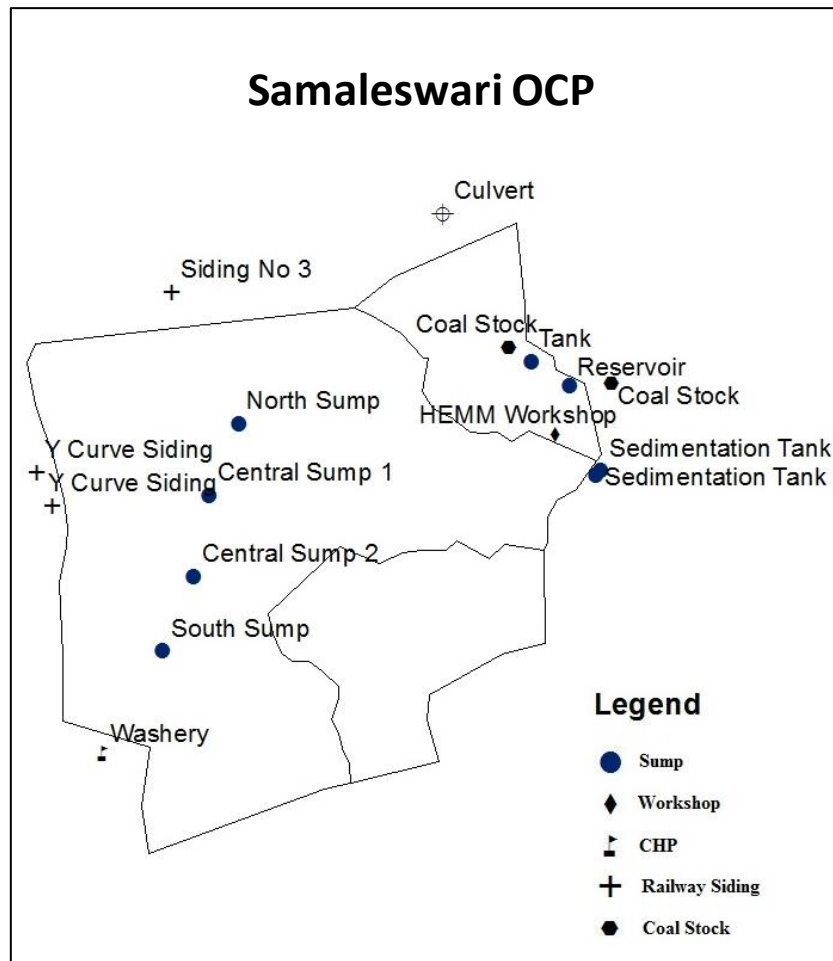 Samaleswari OCP
Culvert
Siding No 3
Coal Stock
Tank
Reservoir
Coal Stock
North Sump
HEMM Workshop
Y Curve Siding
Sedimentation Tank
Central Sump 1
Y Curve Siding
Sedimentation Tank
Central Sump 2
South Sump
Washery
Legend
Sump
Workshop
CHP
Railway Siding
Coal Stock